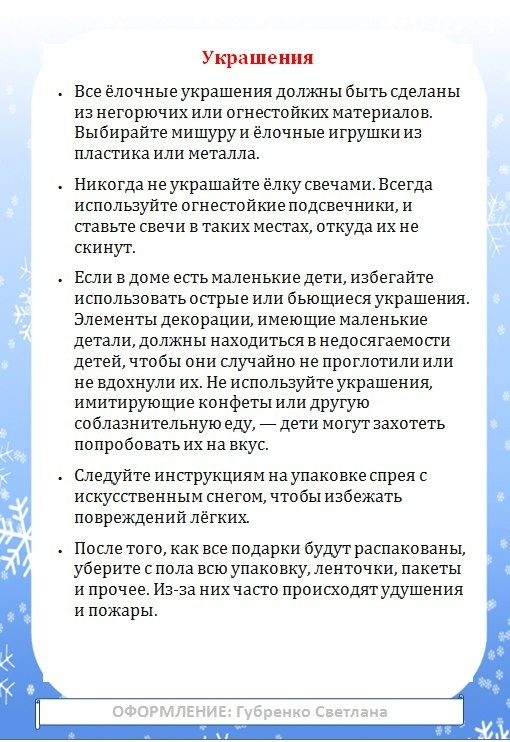 Украшения
• Все ёлочные украшения должны быть сделаны
из негорючих или огнестойких материалов.
Выбирайте мишуру и ёлочные игрушки из
пластика или металла.
• Никогда не украшайте ёлку свечами. Всегда
используйте огнестойкие подсвечники, и
ставьте свечи в таких местах, откуда их не
скинут.
• Если в доме есть маленькие дети, избегайте
использовать острые или бьющиеся украшения.
Элементы декорации, имеющие маленькие
детали, должны находиться в недосягаемости
детей, чтобы они случайно не проглотили или
не вдохнули их. Не используйте украшения,
имитирующие конфеты или другую
соблазнительную еду, — дети могут захотеть
попробовать их на вкус.
• Следуйте инструкциям на упаковке спрея с
искусственным снегом, чтобы избежать
повреждений лёгких.
• После того, как все подарки будут распакованы,
уберите с пола всю упаковку, ленточки, пакеты
и прочее. Из-за них часто происходят удушения
и пожары.
ОФОРМЛЕНИЕ: Губренко Светлана